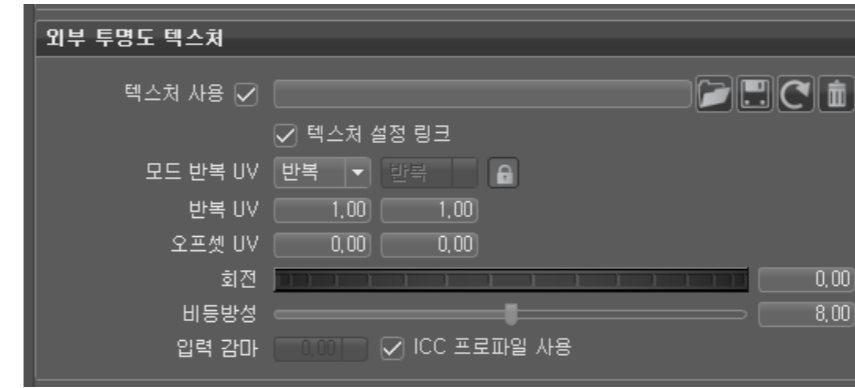 외부 투명도 텍스처
텍스처 사용
텍스처 설정 링크
모드 반복 UV 반복 반복
반복 UV 1,00 1,00
오프셋 UV 0,00 0,00
회전 0,00
비등방성 8,00
입력 감마 0,00 ICC 프로파일 사용